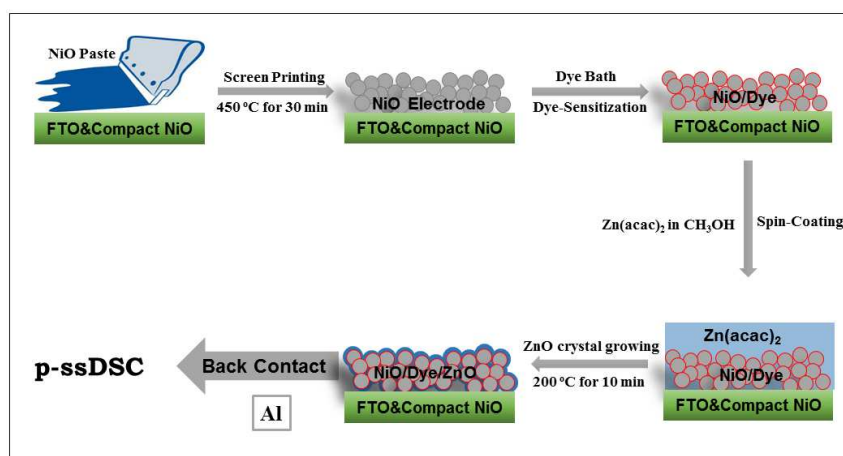 NiO Paste
FTO&Compact NiO
Screen Printing
450 °C for 30 min
NiO Electrode
FTO&Compact NiO
Dye Bath
Dye-Sensitization
NiO/Dye
FTO&Compact NiO
Zn(acac)₂ in CH₃OH
Spin-Coating
Zn(acac)₂
NiO/Dye
FTO&Compact NiO
ZnO crystal growing
200 °C for 10 min
NiO/Dye/ZnO
FTO&Compact NiO
Back Contact
Al
p-ssDSC